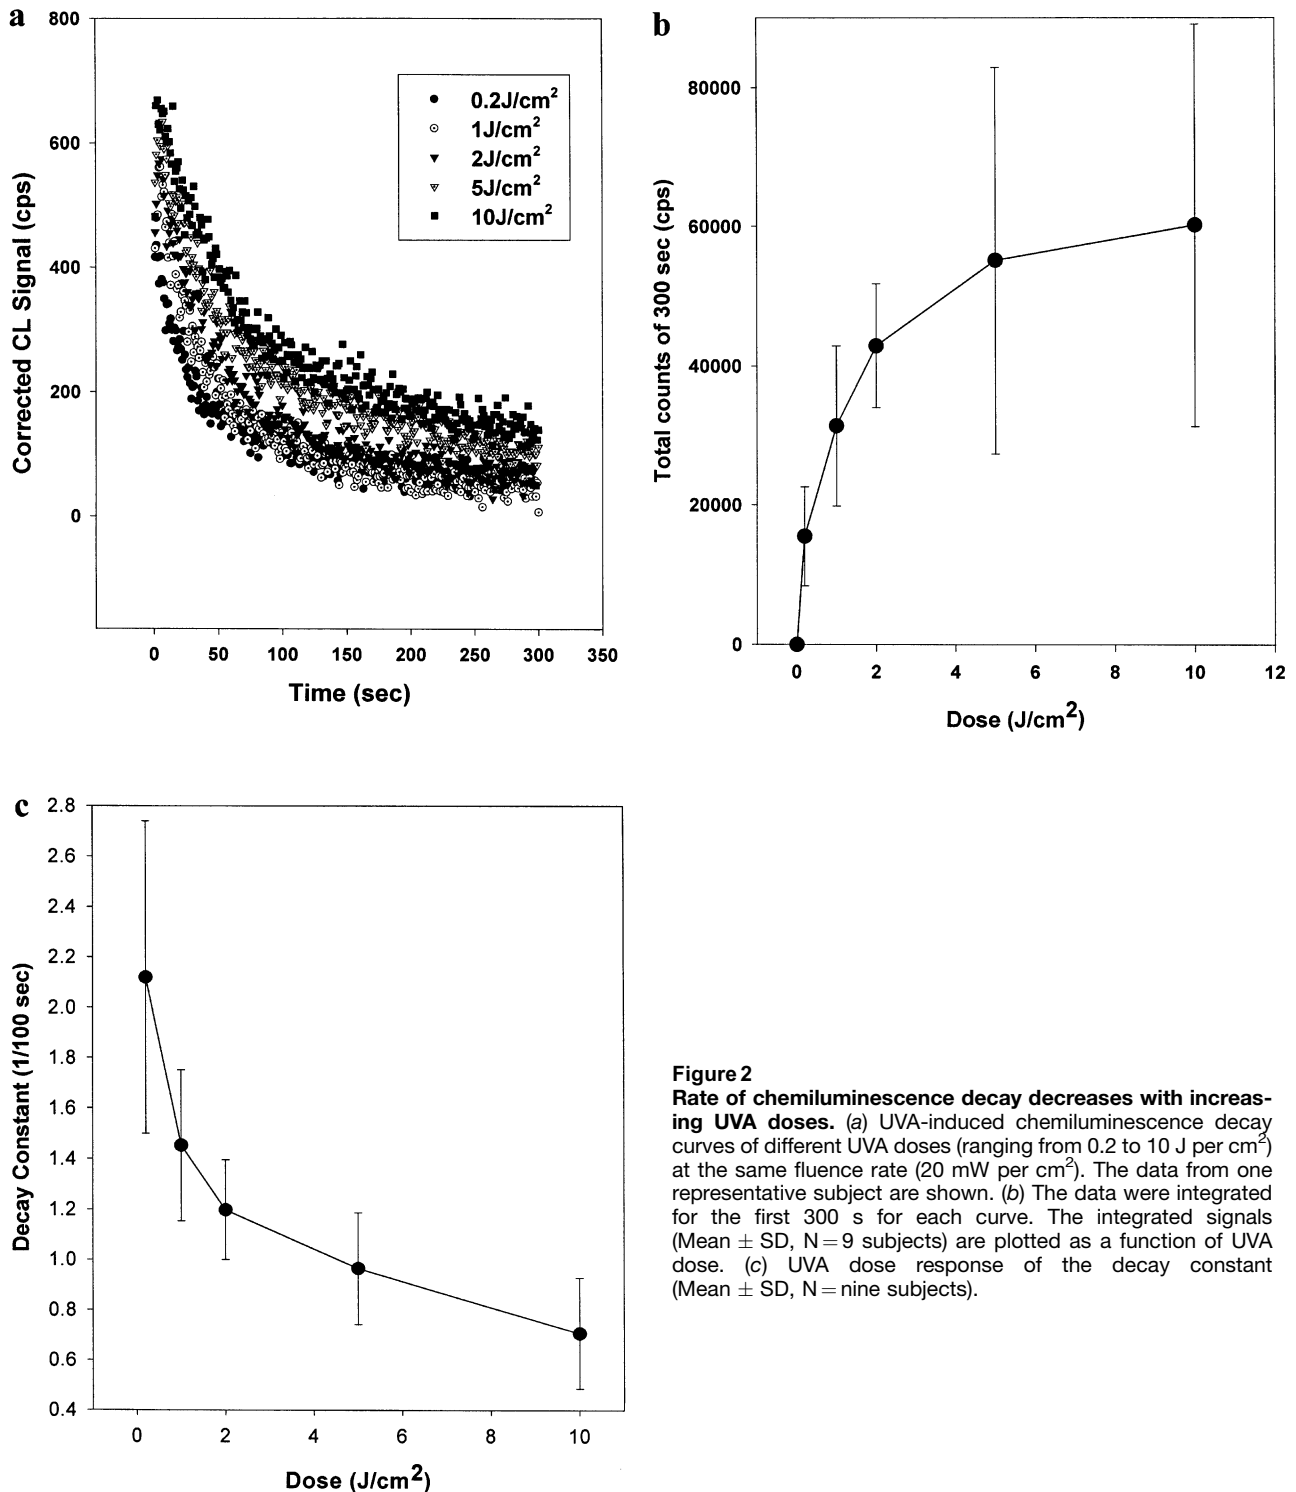 a
800
600
400
200
0
Corrected CL Signal (cps)
0.2J/cm²
1J/cm²
2J/cm²
5J/cm²
10J/cm²
0 50 100 150 200 250 300 350
Time (sec)
b
80000
60000
40000
20000
0
Total counts of 300 sec (cps)
0 2 4 6 8 10 12
Dose (J/cm²)
c
2.8
2.6
2.4
2.2
2.0
1.8
1.6
1.4
1.2
1.0
0.8
0.6
0.4
Decay Constant (1/100 sec)
0 2 4 6 8 10
Dose (J/cm²)
Figure 2
Rate of chemiluminescence decay decreases with increas-
ing UVA doses. (a) UVA-induced chemiluminescence decay
curves of different UVA doses (ranging from 0.2 to 10 J per cm²)
at the same fluence rate (20 mW per cm²). The data from one
representative subject are shown. (b) The data were integrated
for the first 300 s for each curve. The integrated signals
(Mean ± SD, N = 9 subjects) are plotted as a function of UVA
dose. (c) UVA dose response of the decay constant
(Mean ± SD, N = nine subjects).